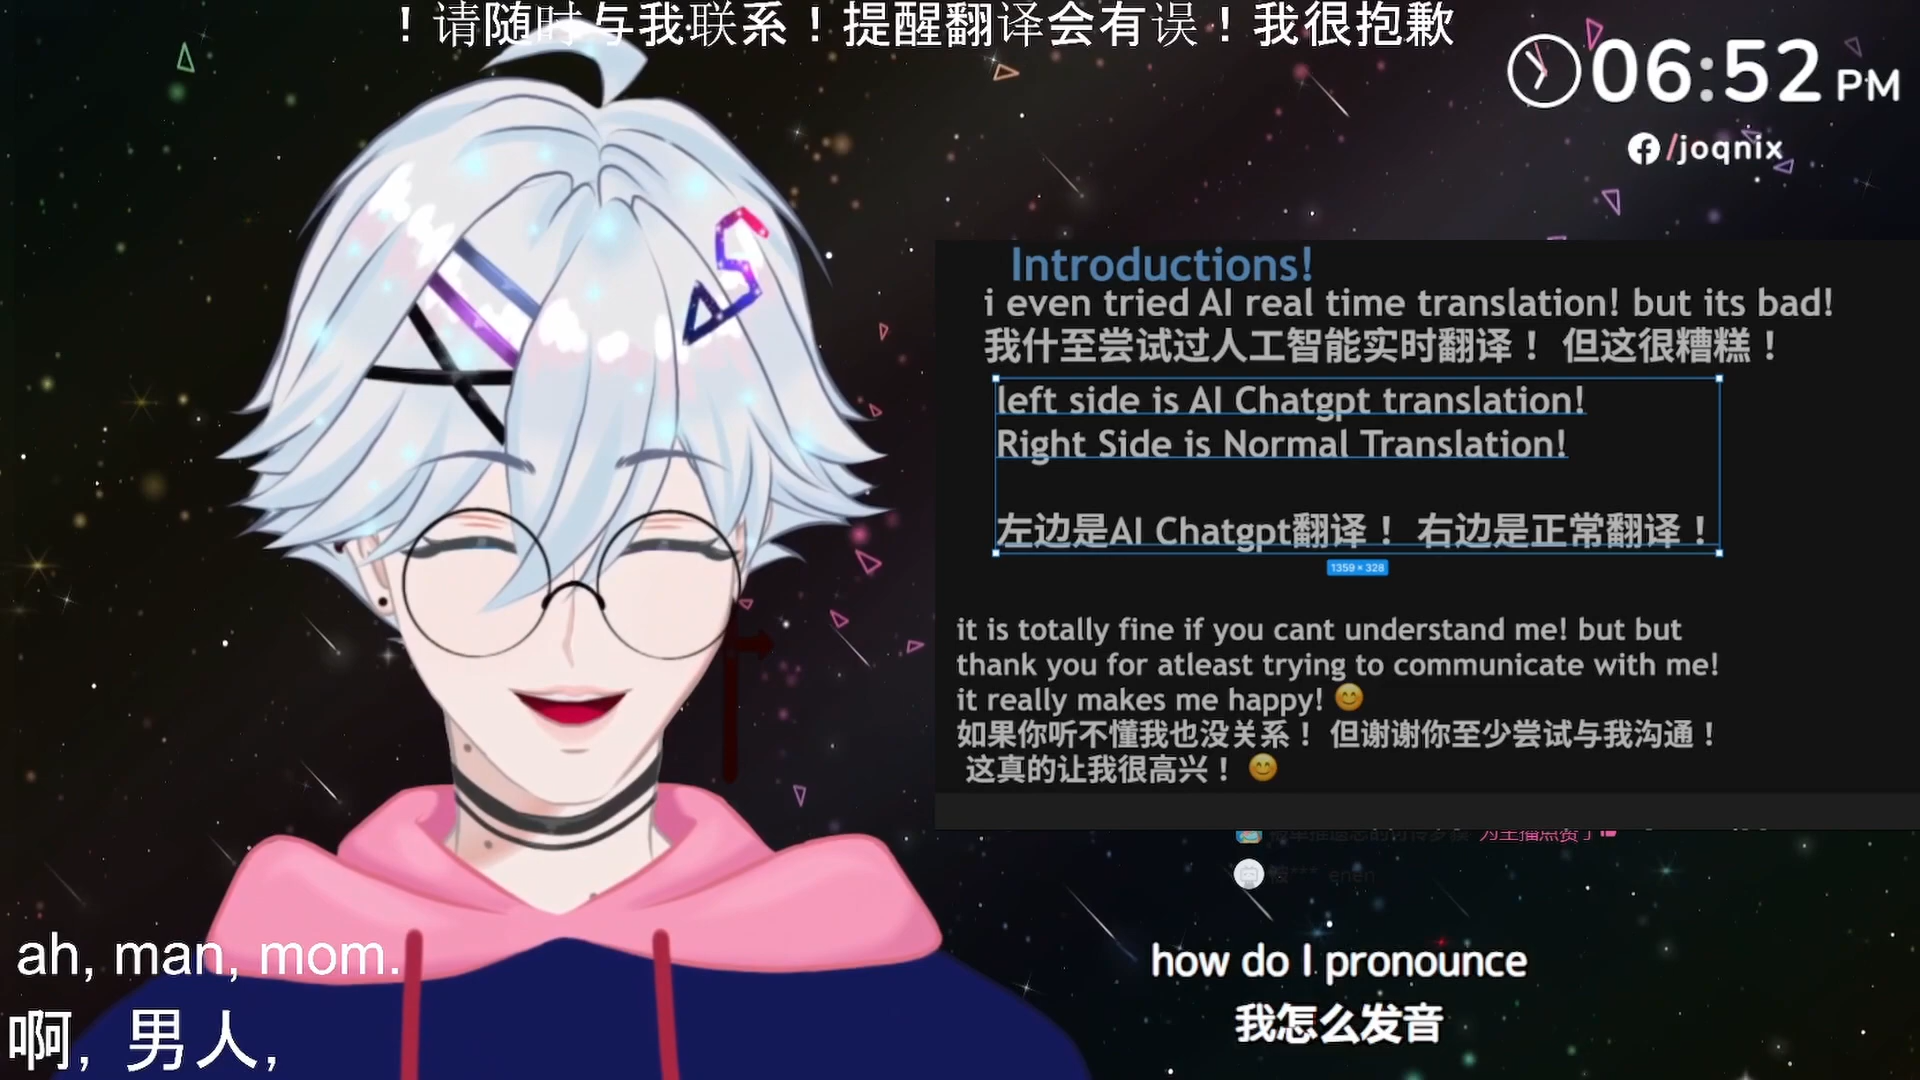 ！请随时与我联系！提醒翻译会有误！我很抱歉
06:52 PM
/joqnix
Introductions!
i even tried AI real time translation! but its bad!
我什至尝试过人工智能实时翻译！ 但这很糟糕！
left side is AI Chatgpt translation!
Right Side is Normal Translation!
左边是AI Chatgpt翻译！ 右边是正常翻译！
1359 × 328
it is totally fine if you cant understand me! but but
thank you for atleast trying to communicate with me!
it really makes me happy! 😊
如果你听不懂我也没关系！ 但谢谢你至少尝试与我沟通！
这真的让我很高兴！ 😊
为主播点赞了
*** enen
ah, man, mom.
啊, 男人,
how do I pronounce
我怎么发音